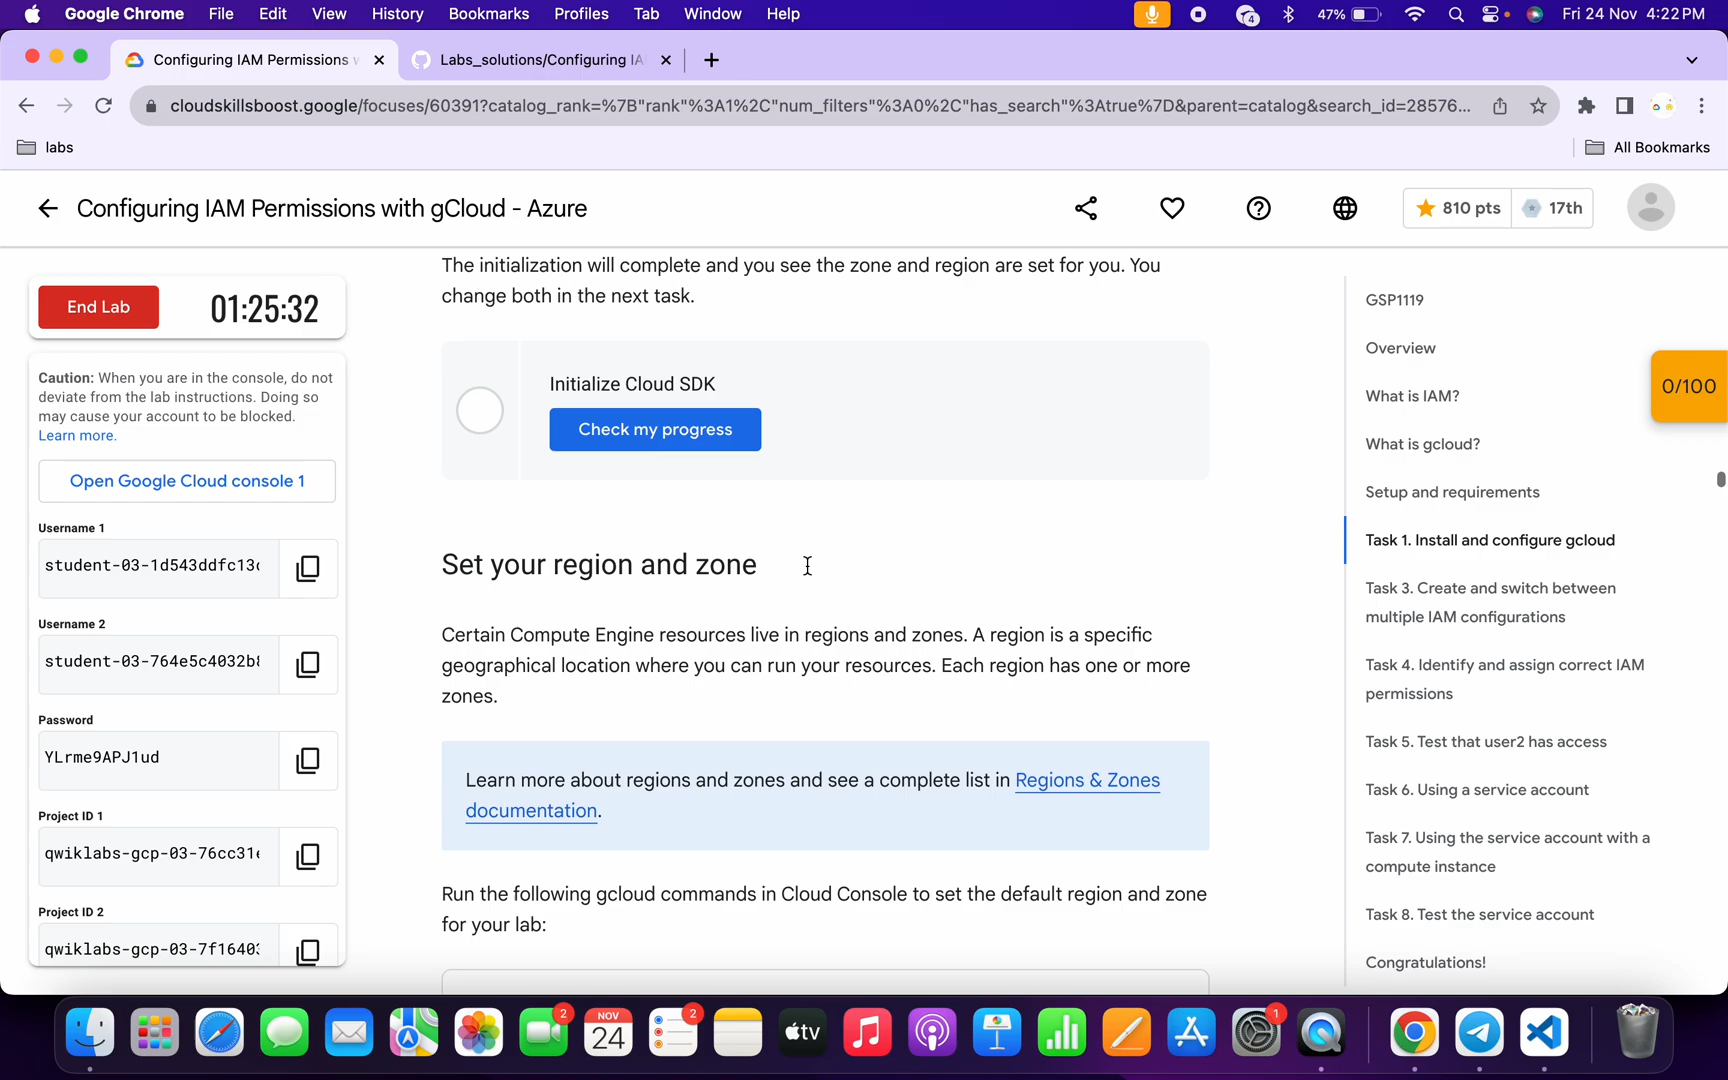 Google Chrome File Edit View History Bookmarks Profiles Tab Window Help 4 47% Fri 24 Nov 4:22 PM
Configuring IAM Permissions Labs_solutions/Configuring IA
cloudskillsboost.google/focuses/60391?catalog_rank=%7B"rank"%3A1%2C"num_filters"%3A0%2C"has_search"%3Atrue%7D&parent=catalog&search_id=28576...
labs All Bookmarks
Configuring IAM Permissions with gCloud - Azure 810 pts 17th
End Lab 01:25:32
Caution: When you are in the console, do not
deviate from the lab instructions. Doing so
may cause your account to be blocked.
Learn more.
Open Google Cloud console 1
Username 1
student-03-1d543ddfc13
Username 2
student-03-764e5c4032b
Password
YLrme9APJ1ud
Project ID 1
qwiklabs-gcp-03-76cc31
Project ID 2
qwiklabs-gcp-03-7f1640
The initialization will complete and you see the zone and region are set for you. You
change both in the next task.
Initialize Cloud SDK
Check my progress
Set your region and zone
Certain Compute Engine resources live in regions and zones. A region is a specific
geographical location where you can run your resources. Each region has one or more
zones.
Learn more about regions and zones and see a complete list in Regions & Zones
documentation.
Run the following gcloud commands in Cloud Console to set the default region and zone
for your lab:
GSP1119
Overview
What is IAM?
What is gcloud?
Setup and requirements
Task 1. Install and configure gcloud
Task 3. Create and switch between
multiple IAM configurations
Task 4. Identify and assign correct IAM
permissions
Task 5. Test that user2 has access
Task 6. Using a service account
Task 7. Using the service account with a
compute instance
Task 8. Test the service account
Congratulations!
0/100
2 NOV 24 2 tv 1